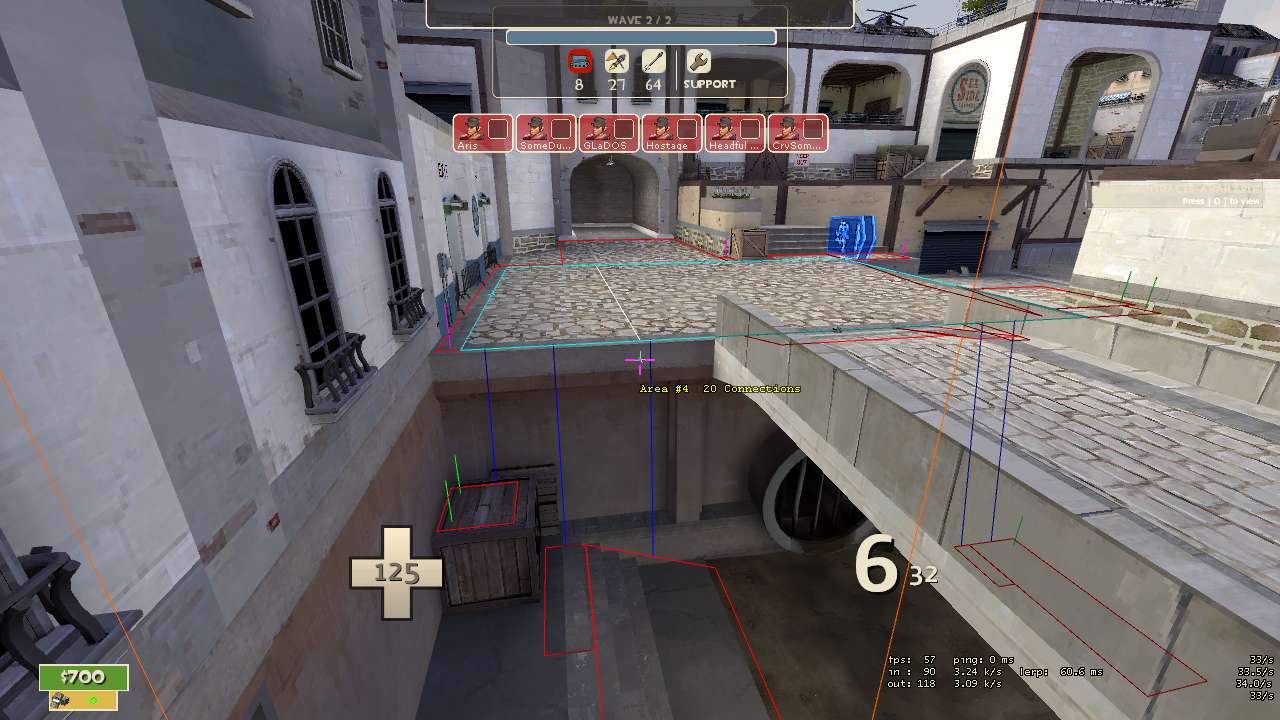 WAVE 2 / 2
8 27 64 SUPPORT
Aris SomeDu... GLaDOS Hostage Headful ... CrySom...
SEA
SIDE
Press [ O ] to view
Area #4 20 Connections
125
6 32
$700
fps: 57 ping: 0 ms
in : 90 3.24 k/s lerp: 60.6 ms
out: 118 3.09 k/s
33/s
33.5/s
34.0/s
33/s